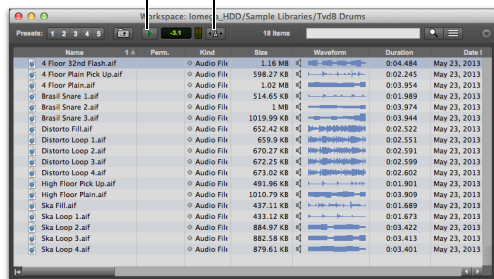 Workspace: Iomega_HDD/Sample Libraries/TvdB Drums
Presets: 1 2 3 4 5 -3.1 18 Items
Name 1 Perm. Kind Size Waveform Duration Date
4 Floor 32nd Flash.aif Audio File 1.16 MB 0:04.484 May 23, 2013
4 Floor Plain Pick Up.aif Audio File 598.27 KB 0:02.245 May 23, 2013
4 Floor Plain.aif Audio File 1.02 MB 0:03.954 May 23, 2013
Brasil Snare 1.aif Audio File 514.65 KB 0:01.989 May 23, 2013
Brasil Snare 2.aif Audio File 1 MB 0:03.974 May 23, 2013
Brasil Snare 3.aif Audio File 1019.99 KB 0:03.944 May 23, 2013
Distorto Fill.aif Audio File 652.42 KB 0:02.522 May 23, 2013
Distorto Loop 1.aif Audio File 659.9 KB 0:02.551 May 23, 2013
Distorto Loop 2.aif Audio File 670.27 KB 0:02.591 May 23, 2013
Distorto Loop 3.aif Audio File 672.25 KB 0:02.599 May 23, 2013
Distorto Loop 4.aif Audio File 673.02 KB 0:02.602 May 23, 2013
High Floor Pick Up.aif Audio File 491.96 KB 0:01.901 May 23, 2013
High Floor Plain.aif Audio File 1010.79 KB 0:03.909 May 23, 2013
Ska Fill.aif Audio File 437.11 KB 0:01.689 May 23, 2013
Ska Loop 1.aif Audio File 433.12 KB 0:01.673 May 23, 2013
Ska Loop 2.aif Audio File 884.97 KB 0:03.422 May 23, 2013
Ska Loop 3.aif Audio File 882.58 KB 0:03.413 May 23, 2013
Ska Loop 4.aif Audio File 879.61 KB 0:03.401 May 23, 2013